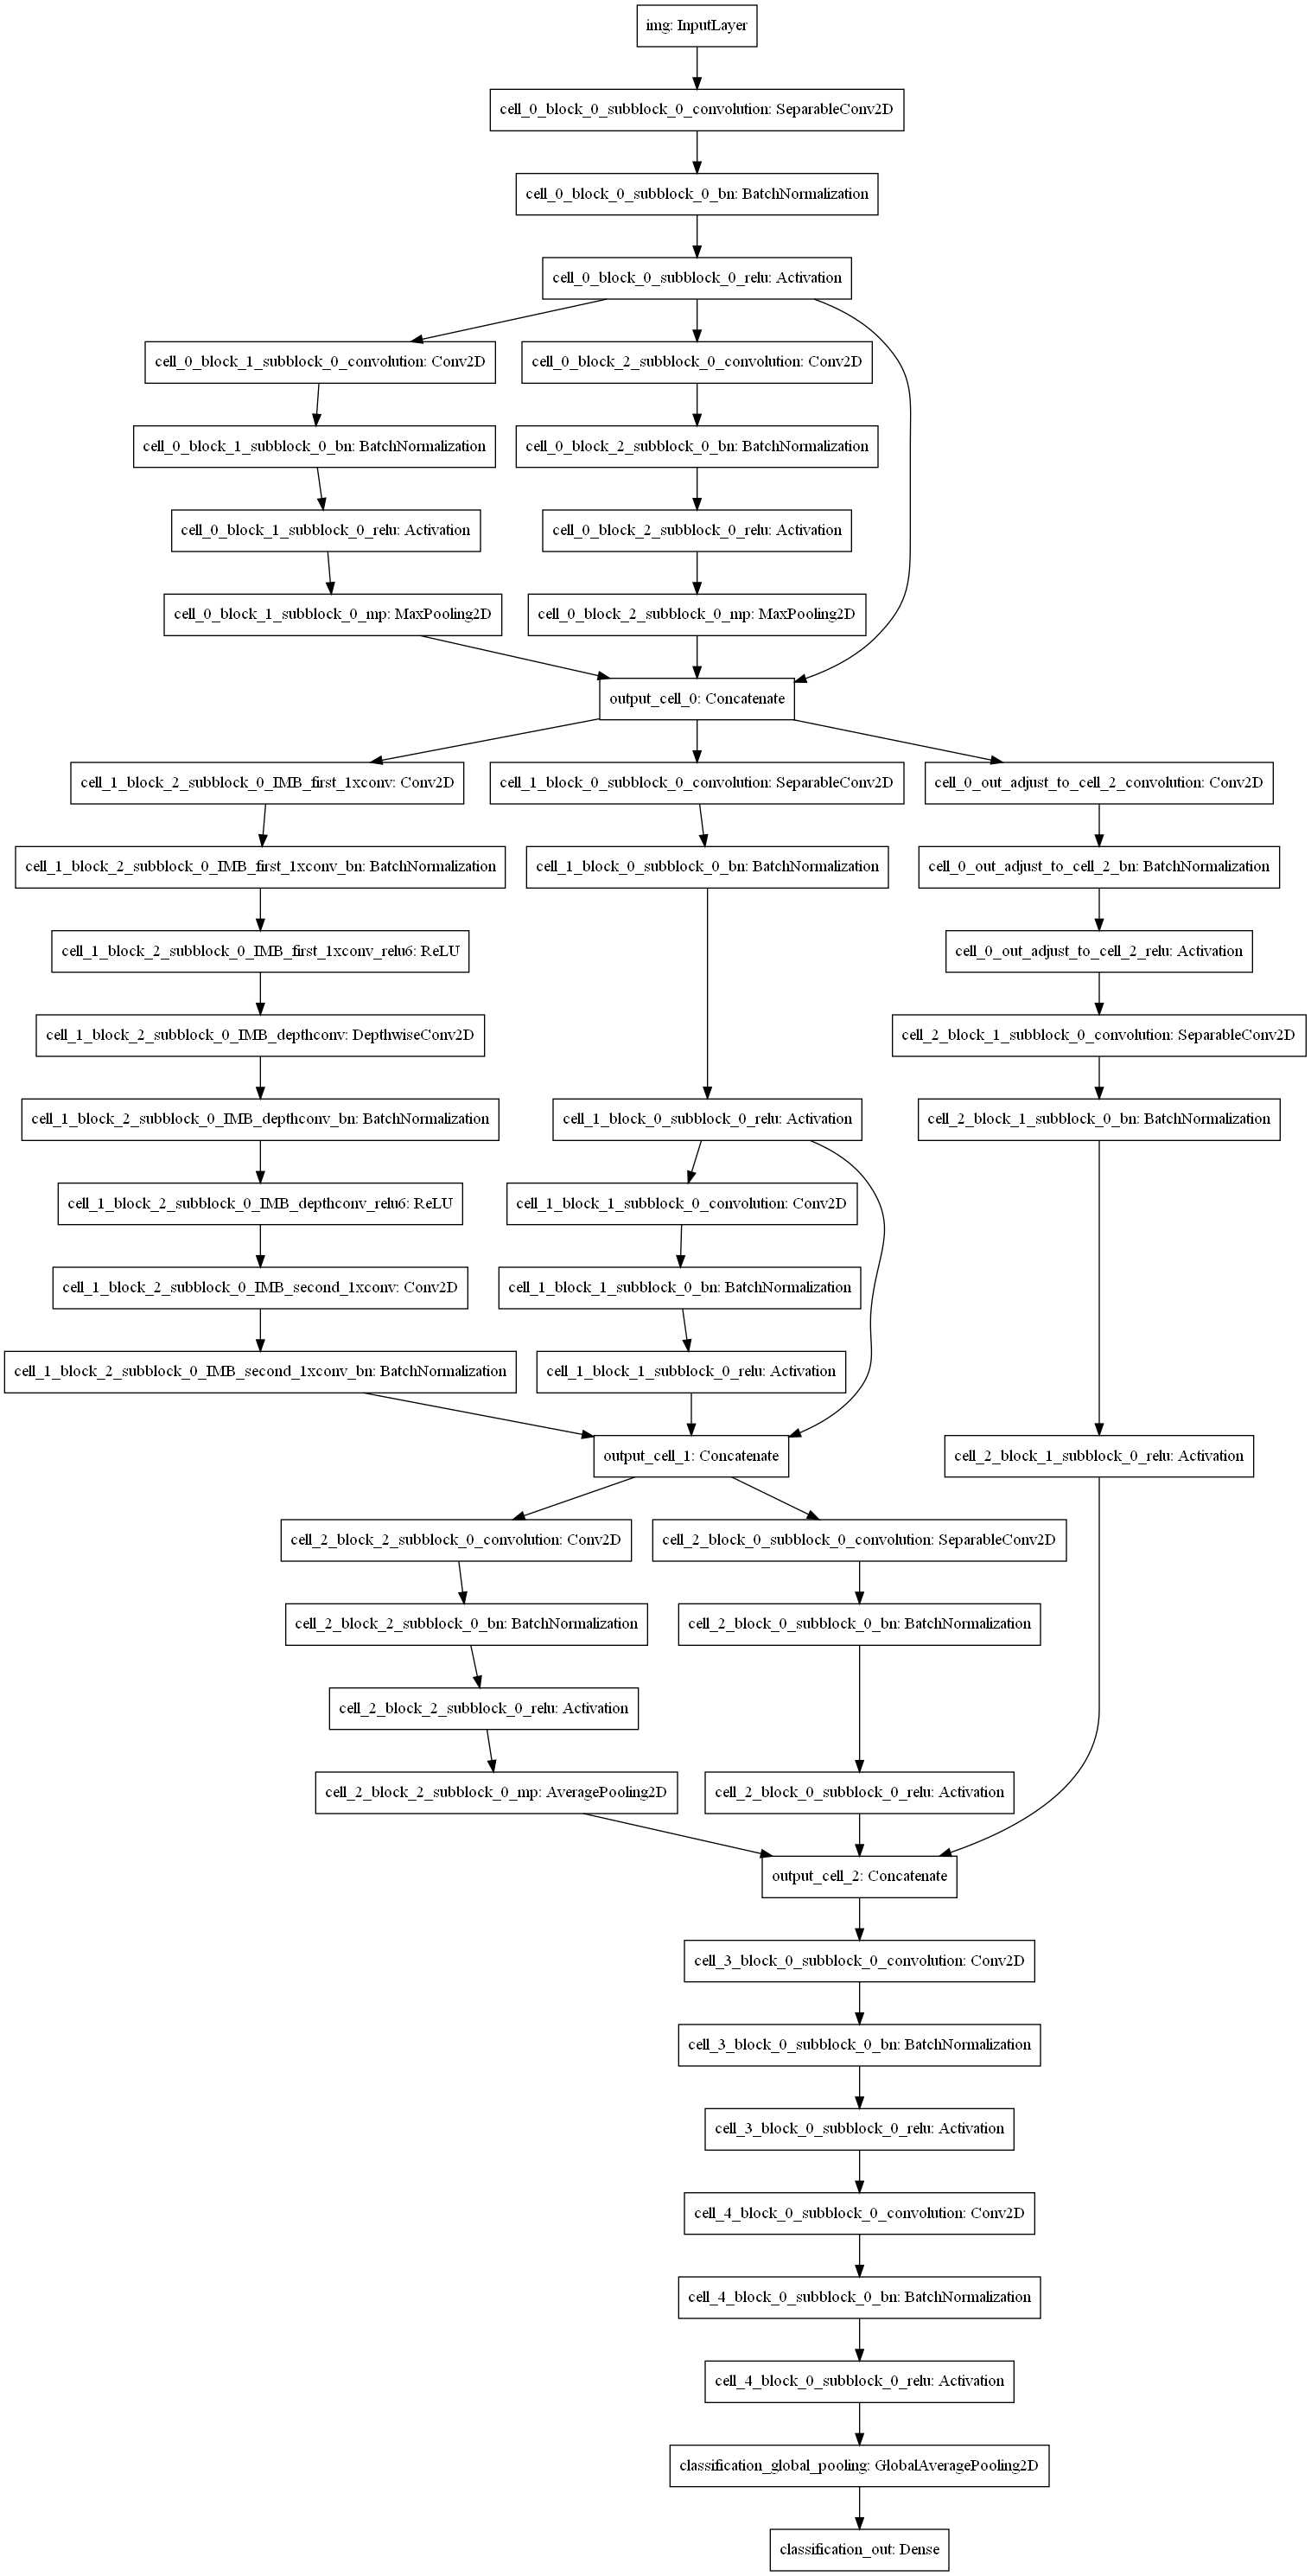 img: InputLayer
cell_0_block_0_subblock_0_convolution: SeparableConv2D
cell_0_block_0_subblock_0_bn: BatchNormalization
cell_0_block_0_subblock_0_relu: Activation
cell_0_block_1_subblock_0_convolution: Conv2D
cell_0_block_2_subblock_0_convolution: Conv2D
cell_0_block_1_subblock_0_bn: BatchNormalization
cell_0_block_2_subblock_0_bn: BatchNormalization
cell_0_block_1_subblock_0_relu: Activation
cell_0_block_2_subblock_0_relu: Activation
cell_0_block_1_subblock_0_mp: MaxPooling2D
cell_0_block_2_subblock_0_mp: MaxPooling2D
output_cell_0: Concatenate
cell_1_block_2_subblock_0_IMB_first_1xconv: Conv2D
cell_1_block_0_subblock_0_convolution: SeparableConv2D
cell_0_out_adjust_to_cell_2_convolution: Conv2D
cell_1_block_2_subblock_0_IMB_first_1xconv_bn: BatchNormalization
cell_1_block_0_subblock_0_bn: BatchNormalization
cell_0_out_adjust_to_cell_2_bn: BatchNormalization
cell_1_block_2_subblock_0_IMB_first_1xconv_relu6: ReLU
cell_0_out_adjust_to_cell_2_relu: Activation
cell_1_block_2_subblock_0_IMB_depthconv: DepthwiseConv2D
cell_2_block_1_subblock_0_convolution: SeparableConv2D
cell_1_block_2_subblock_0_IMB_depthconv_bn: BatchNormalization
cell_1_block_0_subblock_0_relu: Activation
cell_2_block_1_subblock_0_bn: BatchNormalization
cell_1_block_2_subblock_0_IMB_depthconv_relu6: ReLU
cell_1_block_1_subblock_0_convolution: Conv2D
cell_1_block_2_subblock_0_IMB_second_1xconv: Conv2D
cell_1_block_1_subblock_0_bn: BatchNormalization
cell_1_block_2_subblock_0_IMB_second_1xconv_bn: BatchNormalization
cell_1_block_1_subblock_0_relu: Activation
output_cell_1: Concatenate
cell_2_block_1_subblock_0_relu: Activation
cell_2_block_2_subblock_0_convolution: Conv2D
cell_2_block_0_subblock_0_convolution: SeparableConv2D
cell_2_block_2_subblock_0_bn: BatchNormalization
cell_2_block_0_subblock_0_bn: BatchNormalization
cell_2_block_2_subblock_0_relu: Activation
cell_2_block_2_subblock_0_mp: AveragePooling2D
cell_2_block_0_subblock_0_relu: Activation
output_cell_2: Concatenate
cell_3_block_0_subblock_0_convolution: Conv2D
cell_3_block_0_subblock_0_bn: BatchNormalization
cell_3_block_0_subblock_0_relu: Activation
cell_4_block_0_subblock_0_convolution: Conv2D
cell_4_block_0_subblock_0_bn: BatchNormalization
cell_4_block_0_subblock_0_relu: Activation
classification_global_pooling: GlobalAveragePooling2D
classification_out: Dense